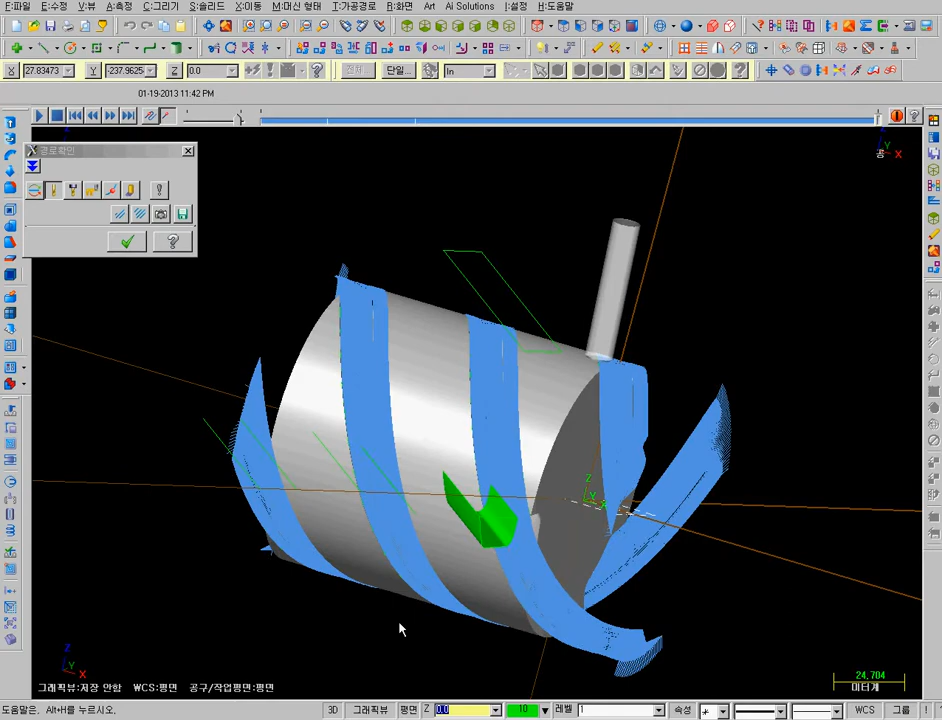 E:파일 E:수정 V:뷰 A:측정 C:그리기 S:솔리드 X:이동 M:머신 형태 T:가공경로 R:화면 Art Ai Solutions I:설정 H:도움말
X 27.83473 Y -237.9625 Z 0.0 전체... 단일... In
01-19-2013 11:42 PM
경로확인
Z Y X
공 Y X
Z Y X
Z Y X
24.704
미터계
그래픽뷰:저장 안함 WCS:평면 공구/작업평면:평면
도움말은, Alt+H를 누르시오. 3D 그래픽뷰 평면 Z 0.0 10 레벨 1 속성 WCS 그룹 !